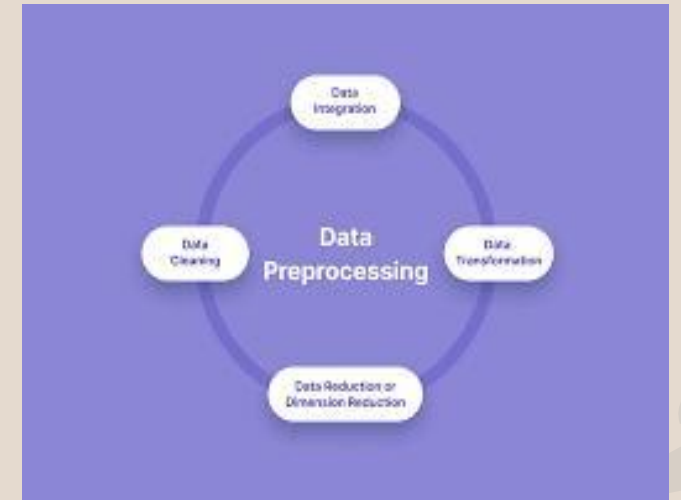 Data
Integration
Data
Cleaning
Data
Preprocessing
Data
Transformation
Data Reduction or
Dimension Reduction